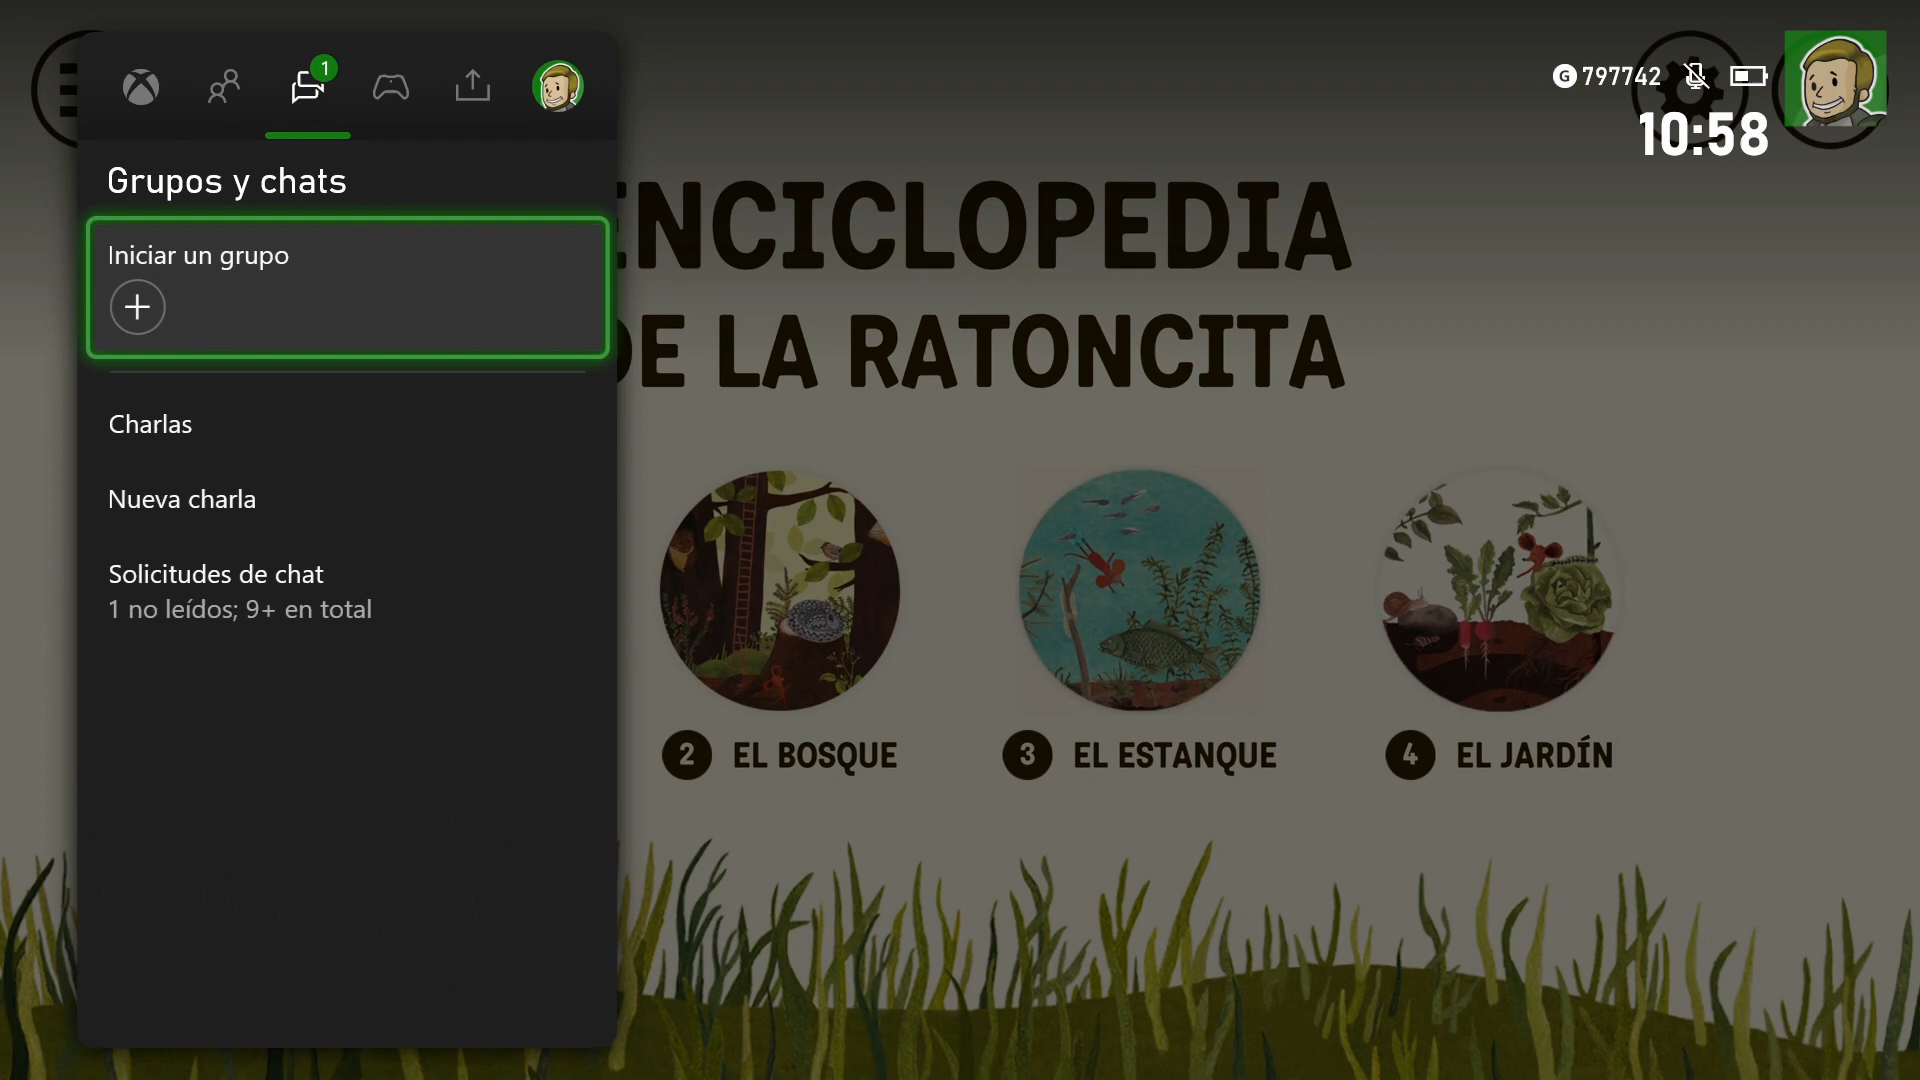 1
G 797742
10:58
Grupos y chats
Iniciar un grupo
Charlas
Nueva charla
Solicitudes de chat
1 no leídos; 9+ en total
ENCICLOPEDIA
DE LA RATONCITA
2 EL BOSQUE
3 EL ESTANQUE
4 EL JARDÍN